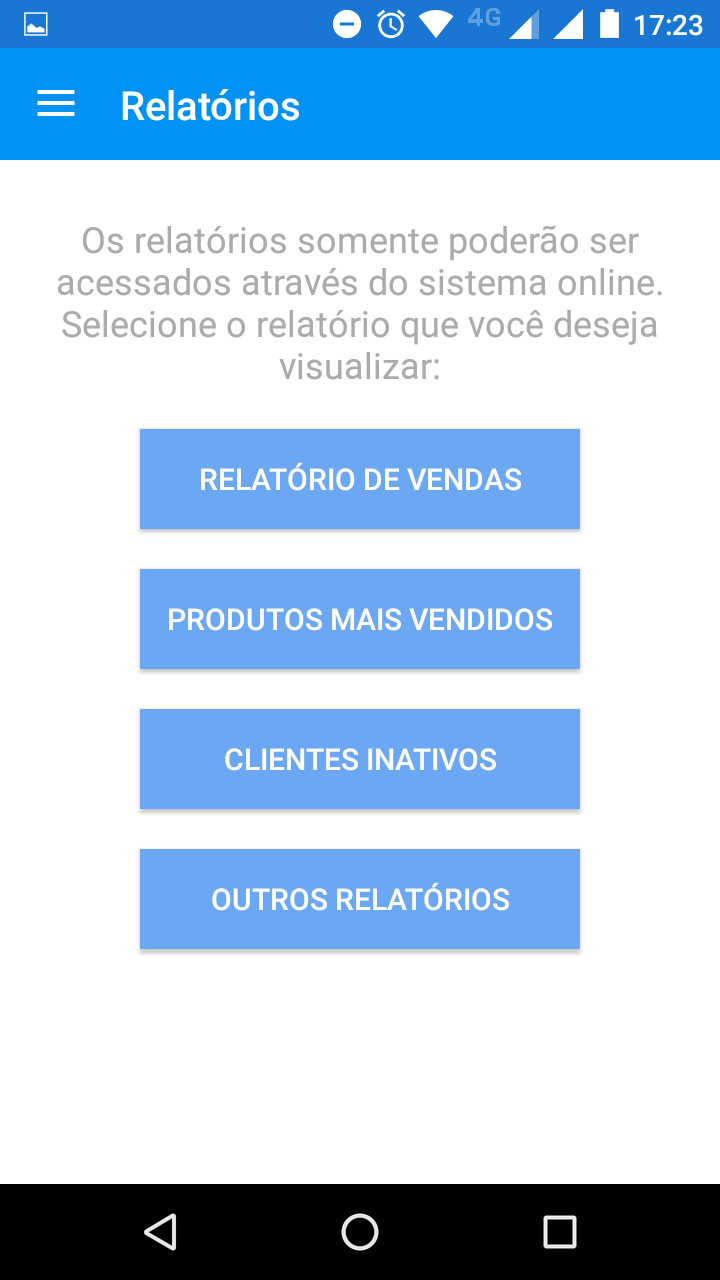 4G 17:23
Relatórios
Os relatórios somente poderão ser
acessados através do sistema online.
Selecione o relatório que você deseja
visualizar:
RELATÓRIO DE VENDAS
PRODUTOS MAIS VENDIDOS
CLIENTES INATIVOS
OUTROS RELATÓRIOS